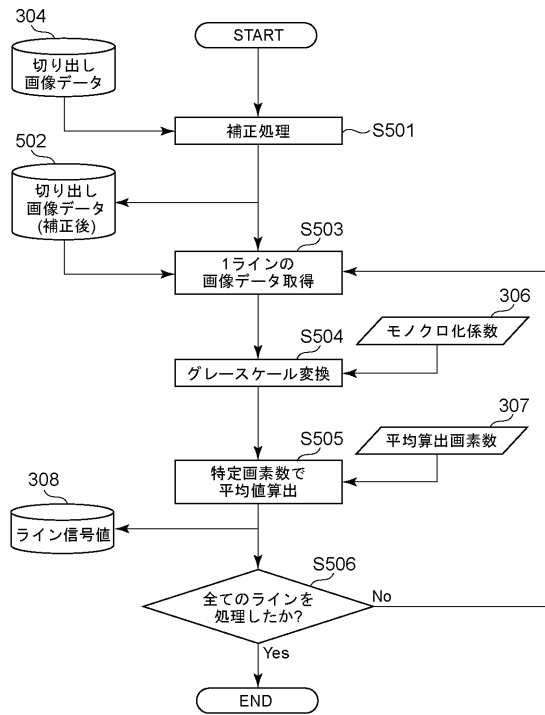 304
START
切り出し
画像データ
補正処理
S501
502
切り出し
画像データ
(補正後)
S503
1ラインの
画像データ取得
306
モノクロ化係数
S504
グレースケール変換
307
平均算出画素数
S505
特定画素数で
平均値算出
308
ライン信号値
S506
全てのラインを
処理したか?
No
Yes
END